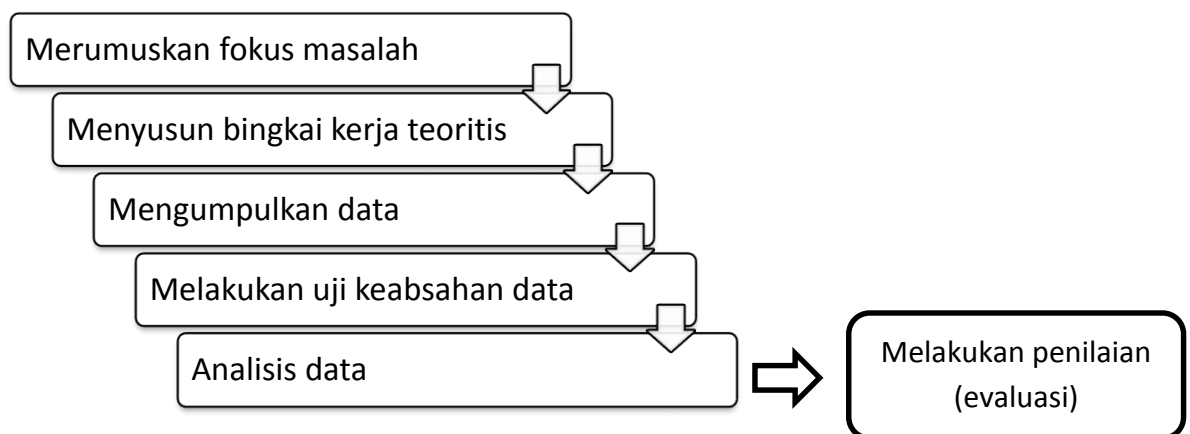 Merumuskan fokus masalah
Menyusun bingkai kerja teoritis
Mengumpulkan data
Melakukan uji keabsahan data
Analisis data
Melakukan penilaian
(evaluasi)